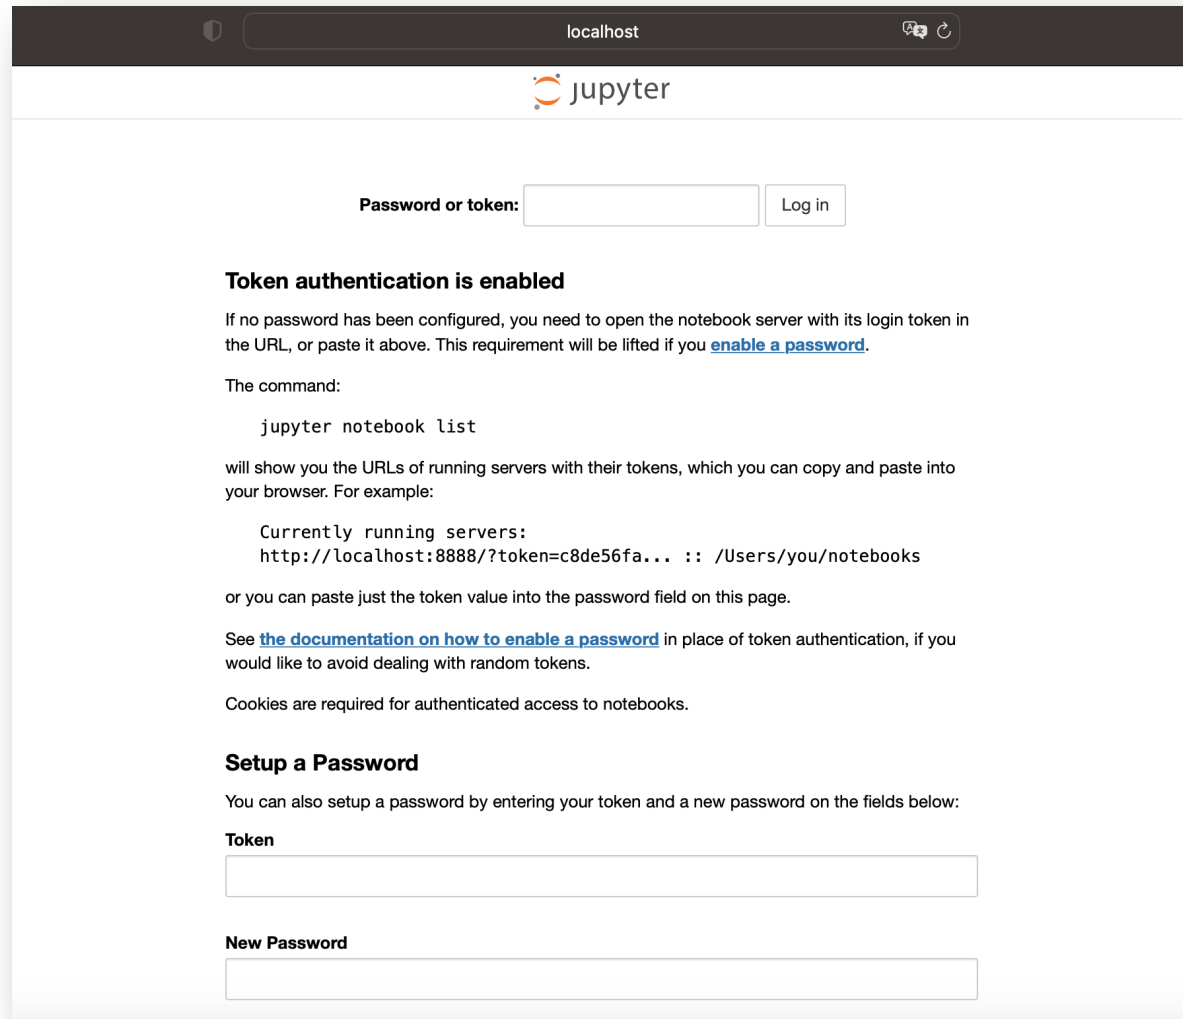 localhost
jupyter
Password or token:
Log in
Token authentication is enabled
If no password has been configured, you need to open the notebook server with its login token in
the URL, or paste it above. This requirement will be lifted if you enable a password.
The command:
jupyter notebook list
will show you the URLs of running servers with their tokens, which you can copy and paste into
your browser. For example:
Currently running servers:
http://localhost:8888/?token=c8de56fa... :: /Users/you/notebooks
or you can paste just the token value into the password field on this page.
See the documentation on how to enable a password in place of token authentication, if you
would like to avoid dealing with random tokens.
Cookies are required for authenticated access to notebooks.
Setup a Password
You can also setup a password by entering your token and a new password on the fields below:
Token
New Password